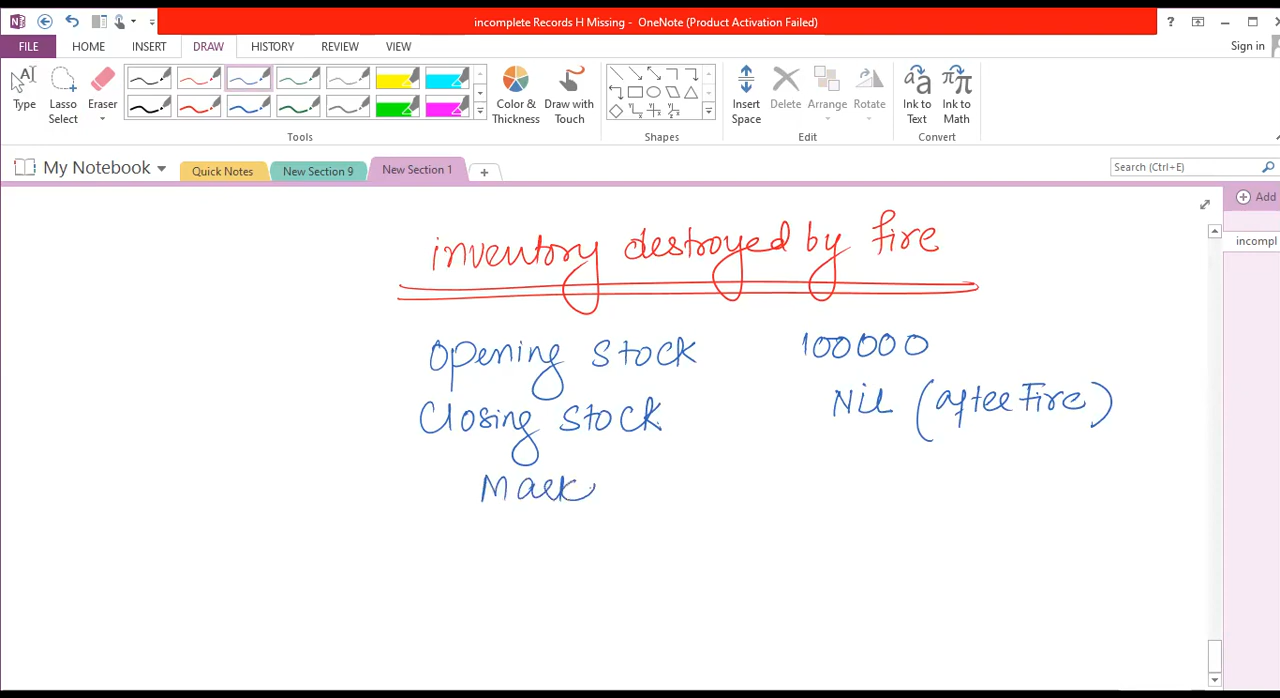 incomplete Records H Missing - OneNote (Product Activation Failed)
?
FILE HOME INSERT DRAW HISTORY REVIEW VIEW
Sign in
Type
Lasso Select
Eraser
Color & Thickness
Draw with Touch
Insert Space
Delete
Arrange
Rotate
Ink to Text
Ink to Math
Tools
Shapes
Edit
Convert
My Notebook
Quick Notes
New Section 9
New Section 1
Search (Ctrl+E)
Add
incompl
inventory destroyed by fire
Opening Stock 100000
Closing Stock Nil (after Fire)
Mark